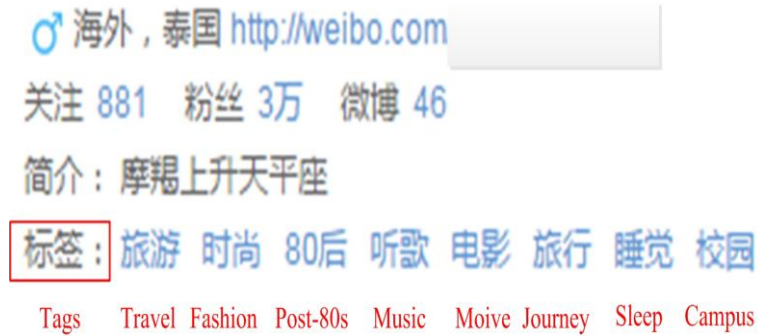 海外，泰国 http://weibo.com
关注 881 粉丝 3万 微博 46
简介：摩羯上升天平座
标签：旅游 时尚 80后 听歌 电影 旅行 睡觉 校园
Tags Travel Fashion Post-80s Music Moive Journey Sleep Campus